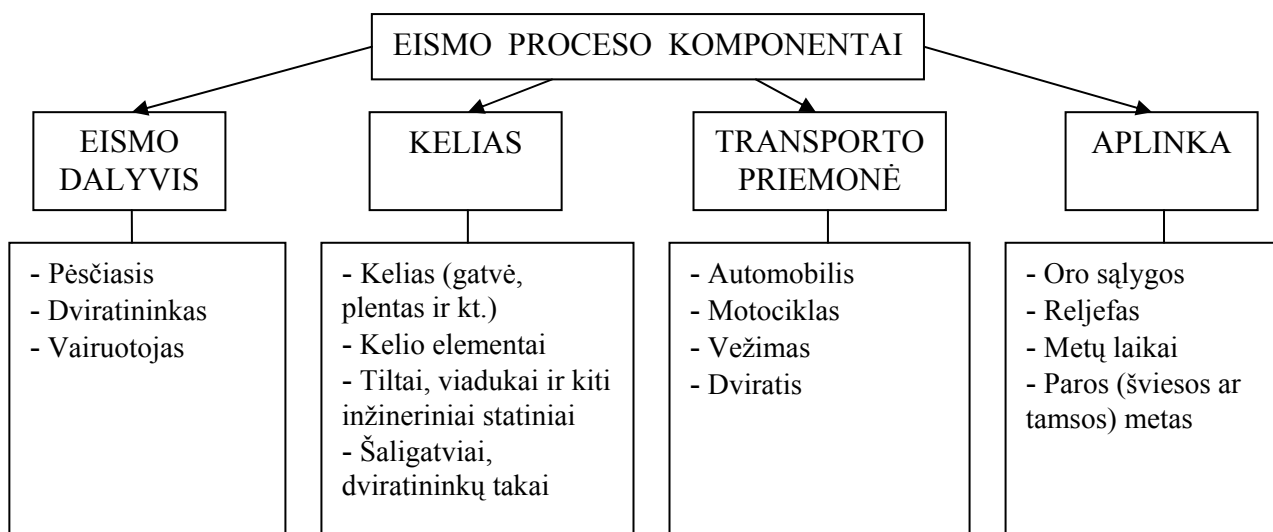 EISMO PROCESO KOMPONENTAI
EISMO
DALYVIS
KELIAS
TRANSPORTO
PRIEMONĖ
APLINKA
- Pėsčiasis
- Dviratininkas
- Vairuotojas
- Kelias (gatvė,
plentas ir kt.)
- Kelio elementai
- Tiltai, viadukai ir kiti
inžineriniai statiniai
- Šaligatviai,
dviratininkų takai
- Automobilis
- Motociklas
- Vežimas
- Dviratis
- Oro sąlygos
- Reljefas
- Metų laikai
- Paros (šviesos ar
tamsos) metas